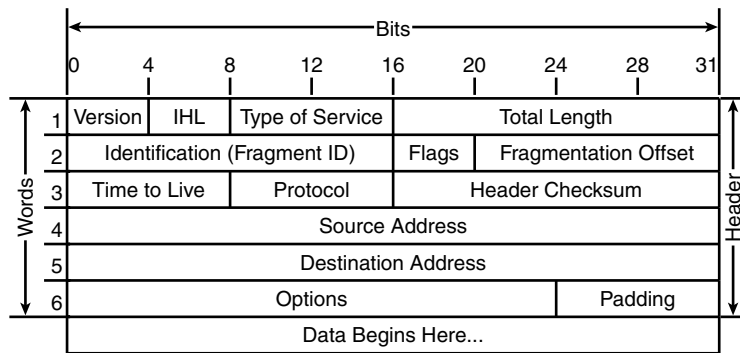 Bits
0 4 8 12 16 20 24 28 31
Words
Header
1 Version IHL Type of Service Total Length
2 Identification (Fragment ID) Flags Fragmentation Offset
3 Time to Live Protocol Header Checksum
4 Source Address
5 Destination Address
6 Options Padding
Data Begins Here...